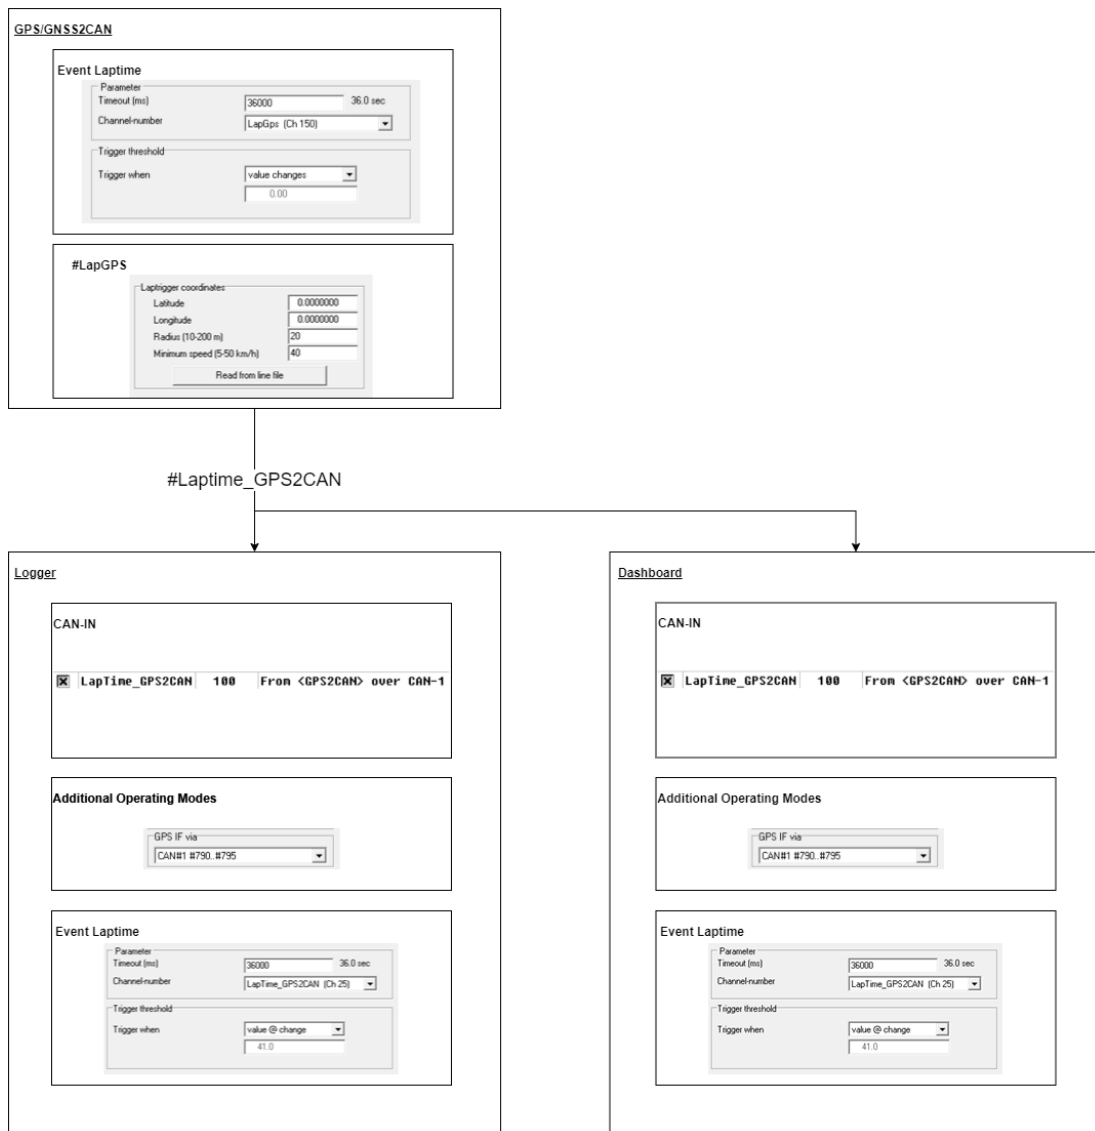 GPS/GNSS2CAN
Event Laptime
Parameter
Timeout (ms) 36000 36.0 sec
Channel-number LapGps (Ch 150)
Trigger threshold
Trigger when value changes
0.00
#LapGPS
Laptrigger coordinates
Latitude 0.0000000
Longitude 0.0000000
Radius (10-200 m) 20
Minimum speed (5-50 km/h) 40
Read from line file
#Laptime_GPS2CAN
Logger
CAN-IN
LapTime_GPS2CAN 100 From <GPS2CAN> over CAN-1
Additional Operating Modes
GPS IF via
CAN#1 #790..#795
Event Laptime
Parameter
Timeout (ms) 36000 36.0 sec
Channel-number LapTime_GPS2CAN (Ch 25)
Trigger threshold
Trigger when value @ change
41.0
Dashboard
CAN-IN
LapTime_GPS2CAN 100 From <GPS2CAN> over CAN-1
Additional Operating Modes
GPS IF via
CAN#1 #790..#795
Event Laptime
Parameter
Timeout (ms) 36000 36.0 sec
Channel-number LapTime_GPS2CAN (Ch 25)
Trigger threshold
Trigger when value @ change
41.0